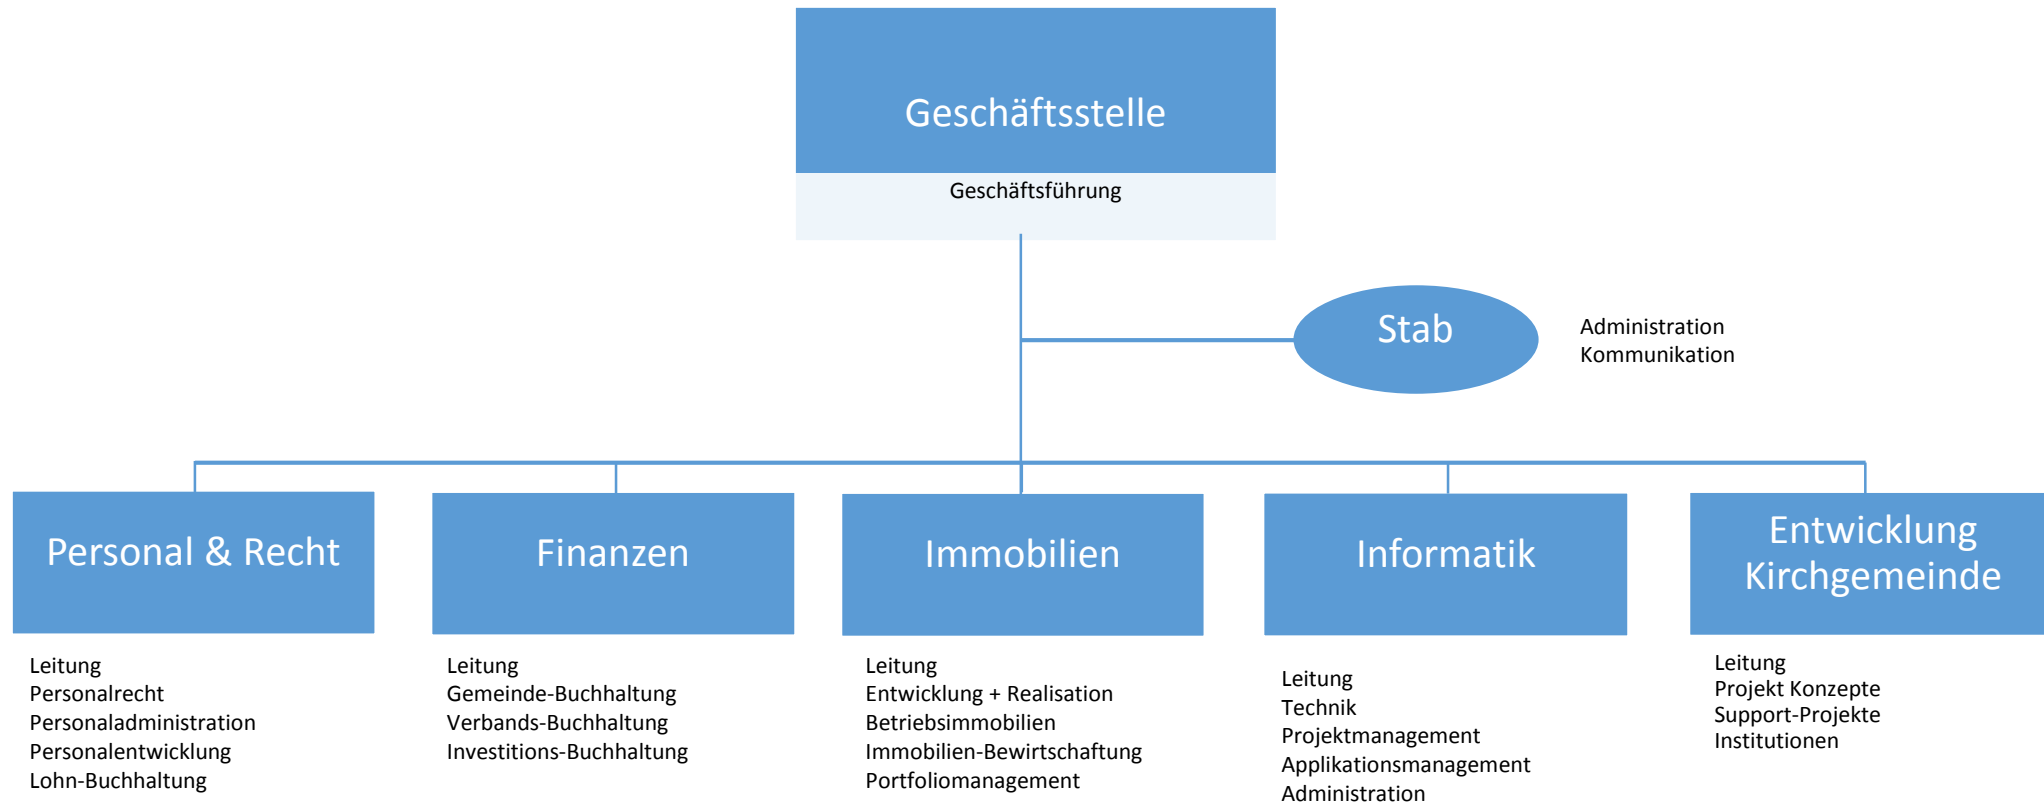 Geschäftsstelle
Geschäftsführung
Stab
Administration
Kommunikation
Personal & Recht
Leitung
Personalrecht
Personaladministration
Personalentwicklung
Lohn-Buchhaltung
Finanzen
Leitung
Gemeinde-Buchhaltung
Verbands-Buchhaltung
Investitions-Buchhaltung
Immobilien
Leitung
Entwicklung + Realisation
Betriebsimmobilien
Immobilien-Bewirtschaftung
Portfoliomanagement
Informatik
Leitung
Technik
Projektmanagement
Applikationsmanagement
Administration
Entwicklung
Kirchgemeinde
Leitung
Projekt Konzepte
Support-Projekte
Institutionen